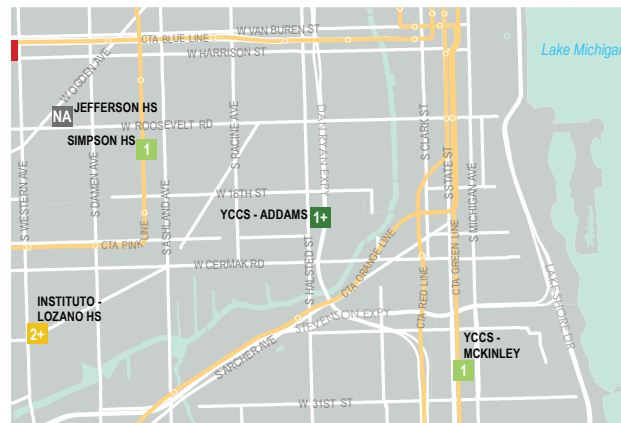 W VAN BUREN ST
CTA BLUE LINE
W HARRISON ST
Lake Michigan
W OGDEN AVE
JEFFERSON HS
NA
W ROOSEVELT RD
SIMPSON HS
1
S WESTERN AVE
S DAMEN AVE
S ASHLAND AVE
S RACINE AVE
DAN RYAN EXPY
S CLARK ST
S STATE ST
S MICHIGAN AVE
W 16TH ST
YCCS - ADDAMS
1+
CTA PINK LINE
W CERMAK RD
S HALSTED ST
CTA ORANGE LINE
CTA RED LINE
CTA GREEN LINE
LAKE SHORE DR
INSTITUTO -
LOZANO HS
2+
STEVENSON EXPY
S ARCHER AVE
YCCS -
MCKINLEY
1
W 31ST ST